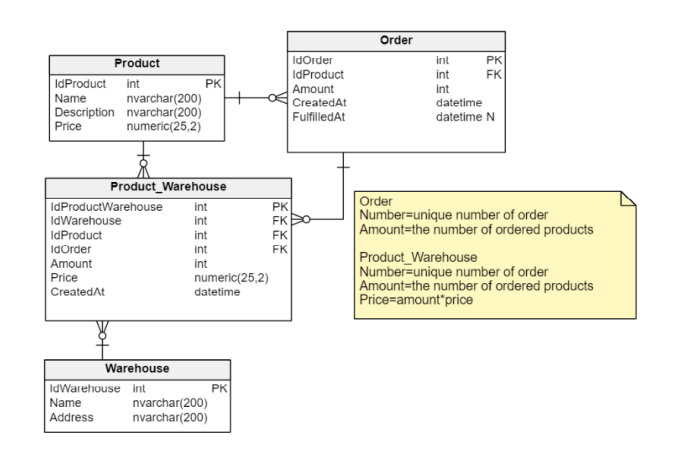 Product
IdProduct int PK
Name nvarchar(200)
Description nvarchar(200)
Price numeric(25,2)
Order
IdOrder int PK
IdProduct int FK
Amount int
CreatedAt datetime
FulfilledAt datetime N
Product_Warehouse
IdProductWarehouse int PK
IdWarehouse int FK
IdProduct int FK
IdOrder int FK
Amount int
Price numeric(25,2)
CreatedAt datetime
Order
Number=unique number of order
Amount=the number of ordered products
Product_Warehouse
Number=unique number of order
Amount=the number of ordered products
Price=amount*price
Warehouse
IdWarehouse int PK
Name nvarchar(200)
Address nvarchar(200)